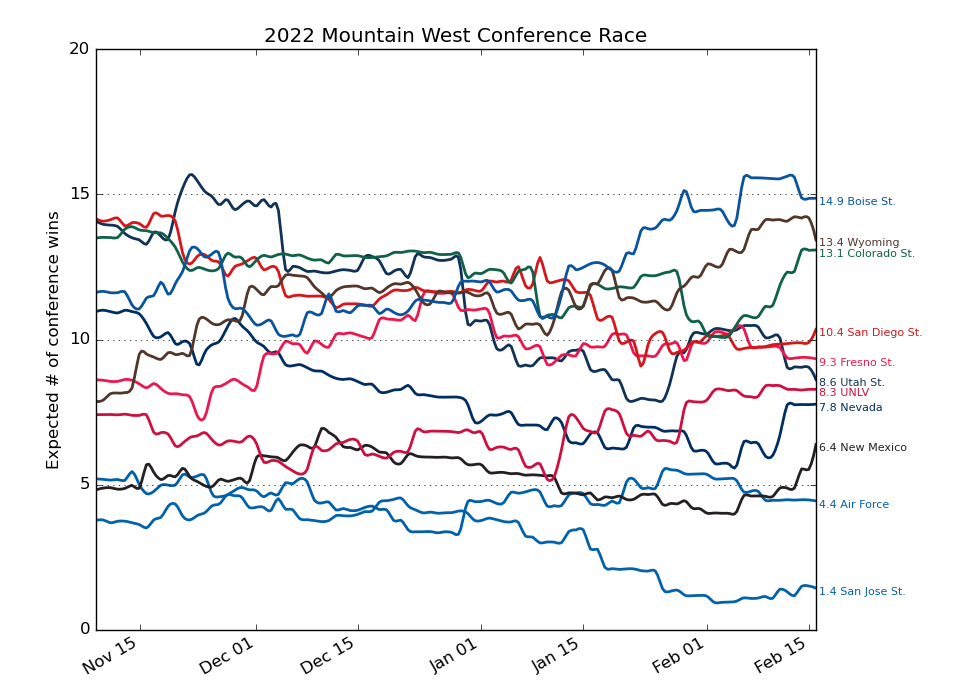 2022 Mountain West Conference Race
Expected # of conference wins
20
15
10
5
0
Nov 15
Dec 01
Dec 15
Jan 01
Jan 15
Feb 01
Feb 15
14.9 Boise St.
13.4 Wyoming
13.1 Colorado St.
10.4 San Diego St.
9.3 Fresno St.
8.6 Utah St.
8.3 UNLV
7.8 Nevada
6.4 New Mexico
4.4 Air Force
1.4 San Jose St.